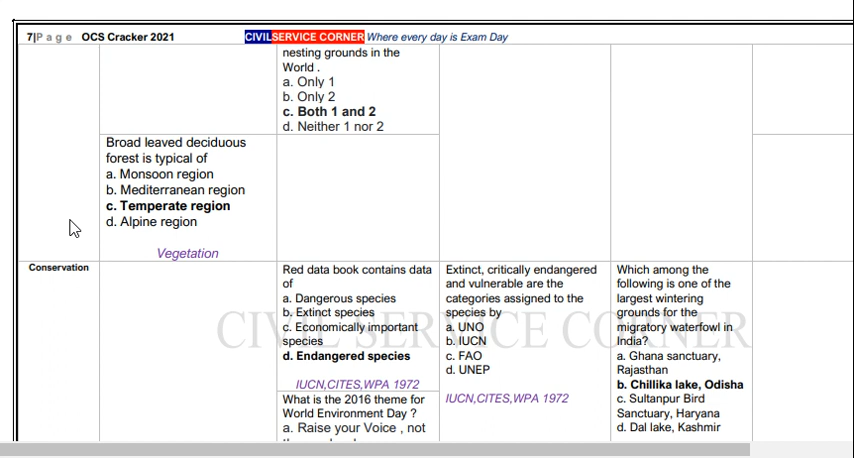 7|P a g e OCS Cracker 2021
CIVILSERVICE CORNER Where every day is Exam Day
nesting grounds in the
World .
a. Only 1
b. Only 2
c. Both 1 and 2
d. Neither 1 nor 2
Broad leaved deciduous
forest is typical of
a. Monsoon region
b. Mediterranean region
c. Temperate region
d. Alpine region
Vegetation
Conservation
Red data book contains data
of
a. Dangerous species
b. Extinct species
c. Economically important
species
d. Endangered species
IUCN,CITES,WPA 1972
What is the 2016 theme for
World Environment Day ?
a. Raise your Voice , not
Extinct, critically endangered
and vulnerable are the
categories assigned to the
species by
a. UNO
b. IUCN
c. FAO
d. UNEP
IUCN,CITES,WPA 1972
Which among the
following is one of the
largest wintering
grounds for the
migratory waterfowl in
India?
a. Ghana sanctuary,
Rajasthan
b. Chillika lake, Odisha
c. Sultanpur Bird
Sanctuary, Haryana
d. Dal lake, Kashmir
CIVIL SERVICE CORNER